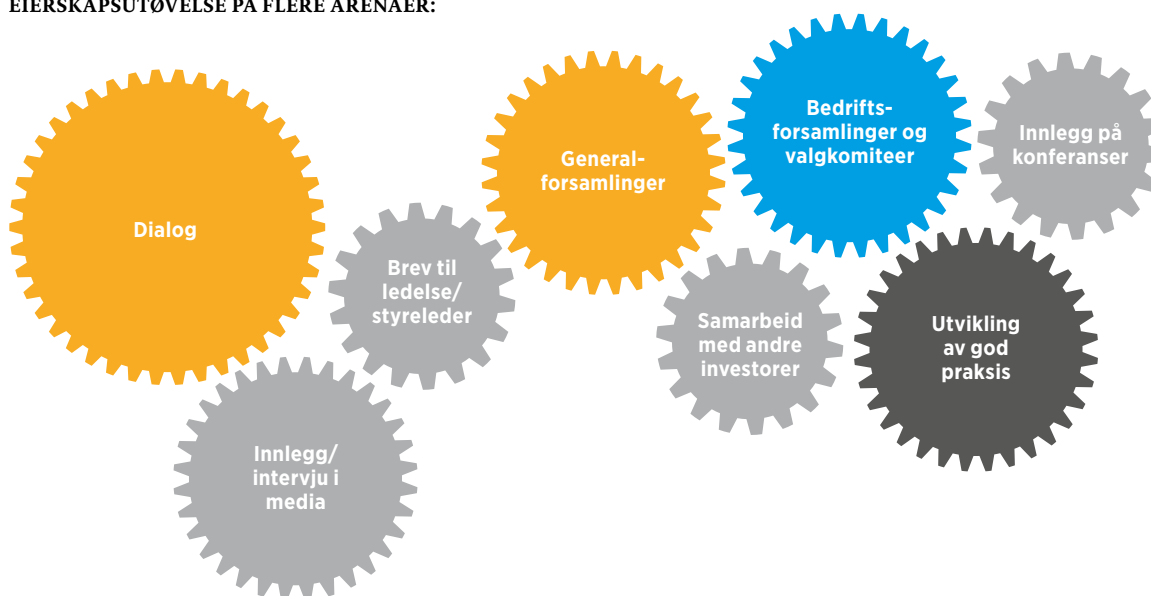 EIERSKAPSUTØVELSE PÅ FLERE ARENAER:
Dialog
Brev til
ledelse/
styreleder
Innlegg/
intervju i
media
General-
forsamlinger
Bedrifts-
forsamlinger og
valgkomiteer
Innlegg på
konferanser
Samarbeid
med andre
investorer
Utvikling
av god
praksis